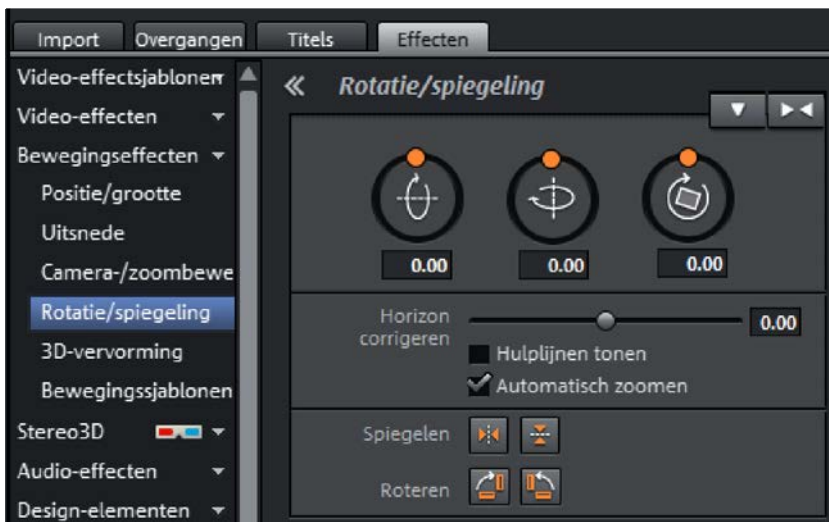 Import Overgangen Titels Effecten
Video-effectsjablonen
Video-effecten
Bewegingseffecten
Positie/grootte
Uitsnede
Camera-/zoombewe
Rotatie/spiegeling
3D-vervorming
Bewegingssjablonen
Stereo3D
Audio-effecten
Design-elementen
Rotatie/spiegeling
0.00 0.00 0.00
Horizon
corrigeren
0.00
Hulplijnen tonen
Automatisch zoomen
Spiegelen
Roteren